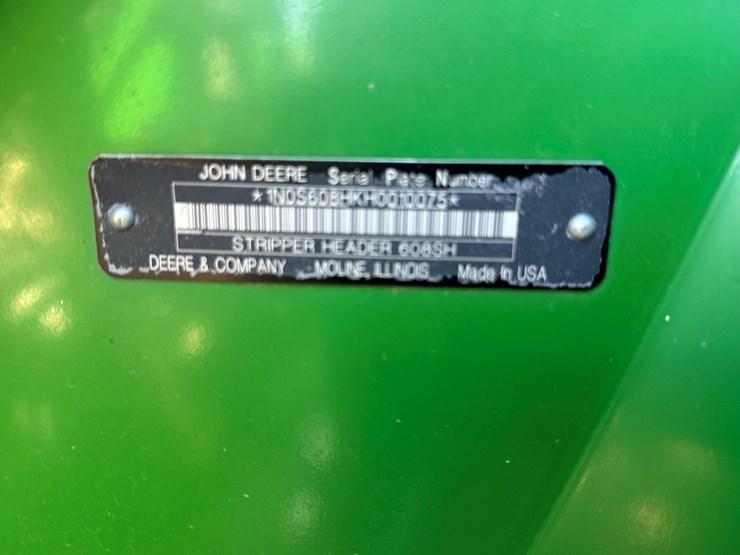 JOHN DEERE Serial Plate Number
*1N0S608HKH0010075*
STRIPPER HEADER 608SH
DEERE & COMPANY MOLINE, ILLINOIS Made In USA